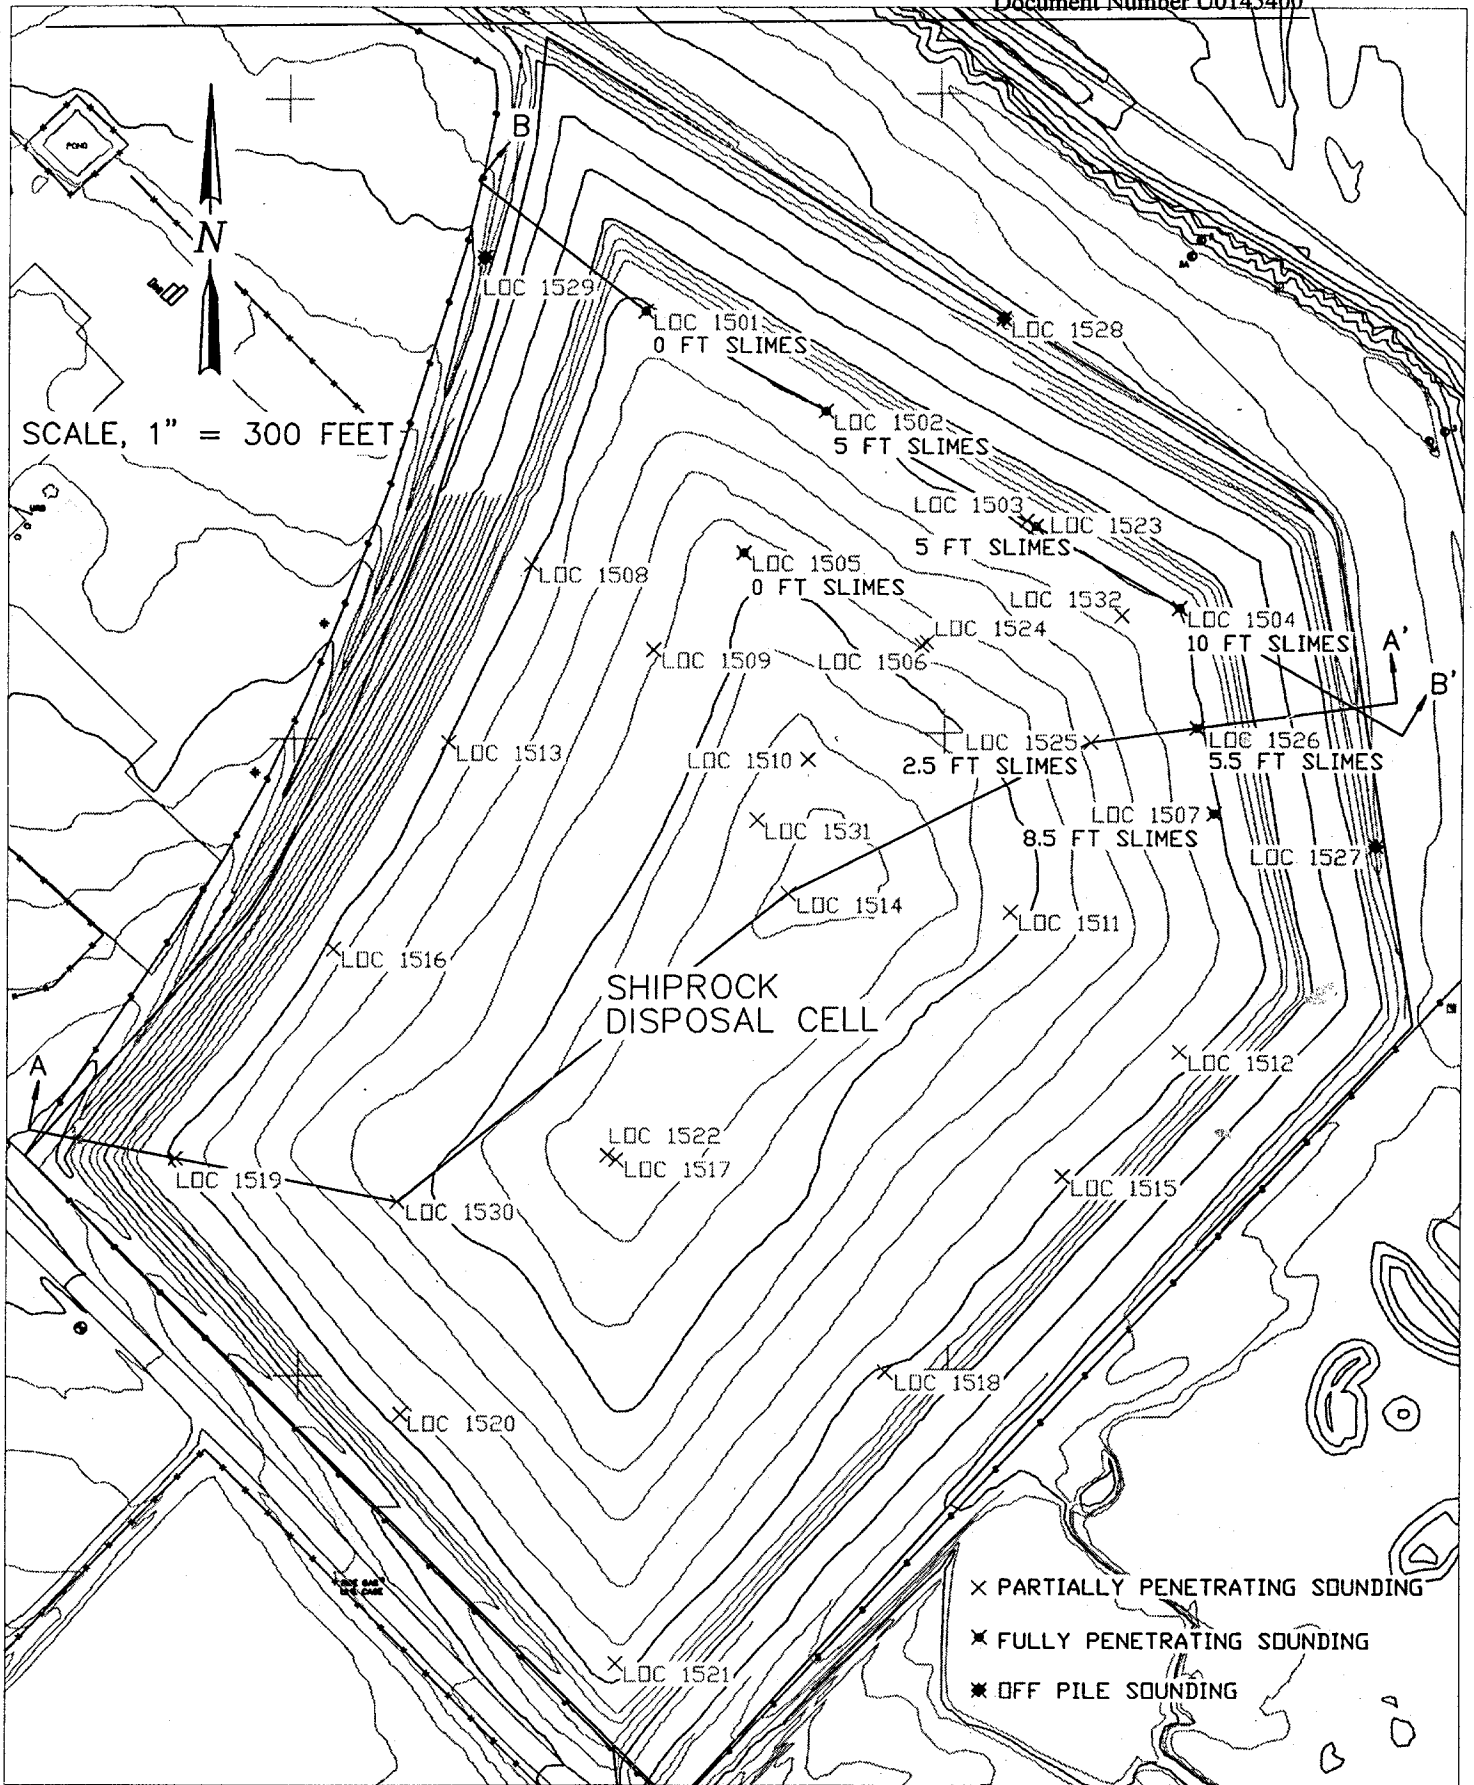 Document Number U0145400
B
POND
N
LOC 1529
LOC 1501
0 FT SLIMES
LOC 1528
SCALE, 1" = 300 FEET
LOC 1502
5 FT SLIMES
LOC 1503
LOC 1523
5 FT SLIMES
LOC 1505
0 FT SLIMES
LOC 1508
LOC 1532
LOC 1504
10 FT SLIMES
LOC 1524
LOC 1506
LOC 1509
A'
B'
LOC 1513
LOC 1510
LOC 1525
2.5 FT SLIMES
LOC 1526
5.5 FT SLIMES
LOC 1507
8.5 FT SLIMES
LOC 1531
LOC 1527
LOC 1514
LOC 1511
LOC 1516
SHIPROCK
DISPOSAL CELL
LOC 1512
A
LOC 1522
LOC 1517
LOC 1519
LOC 1530
LOC 1515
LOC 1518
LOC 1520
LOC 1521
PARTIALLY PENETRATING SOUNDING
FULLY PENETRATING SOUNDING
OFF PILE SOUNDING